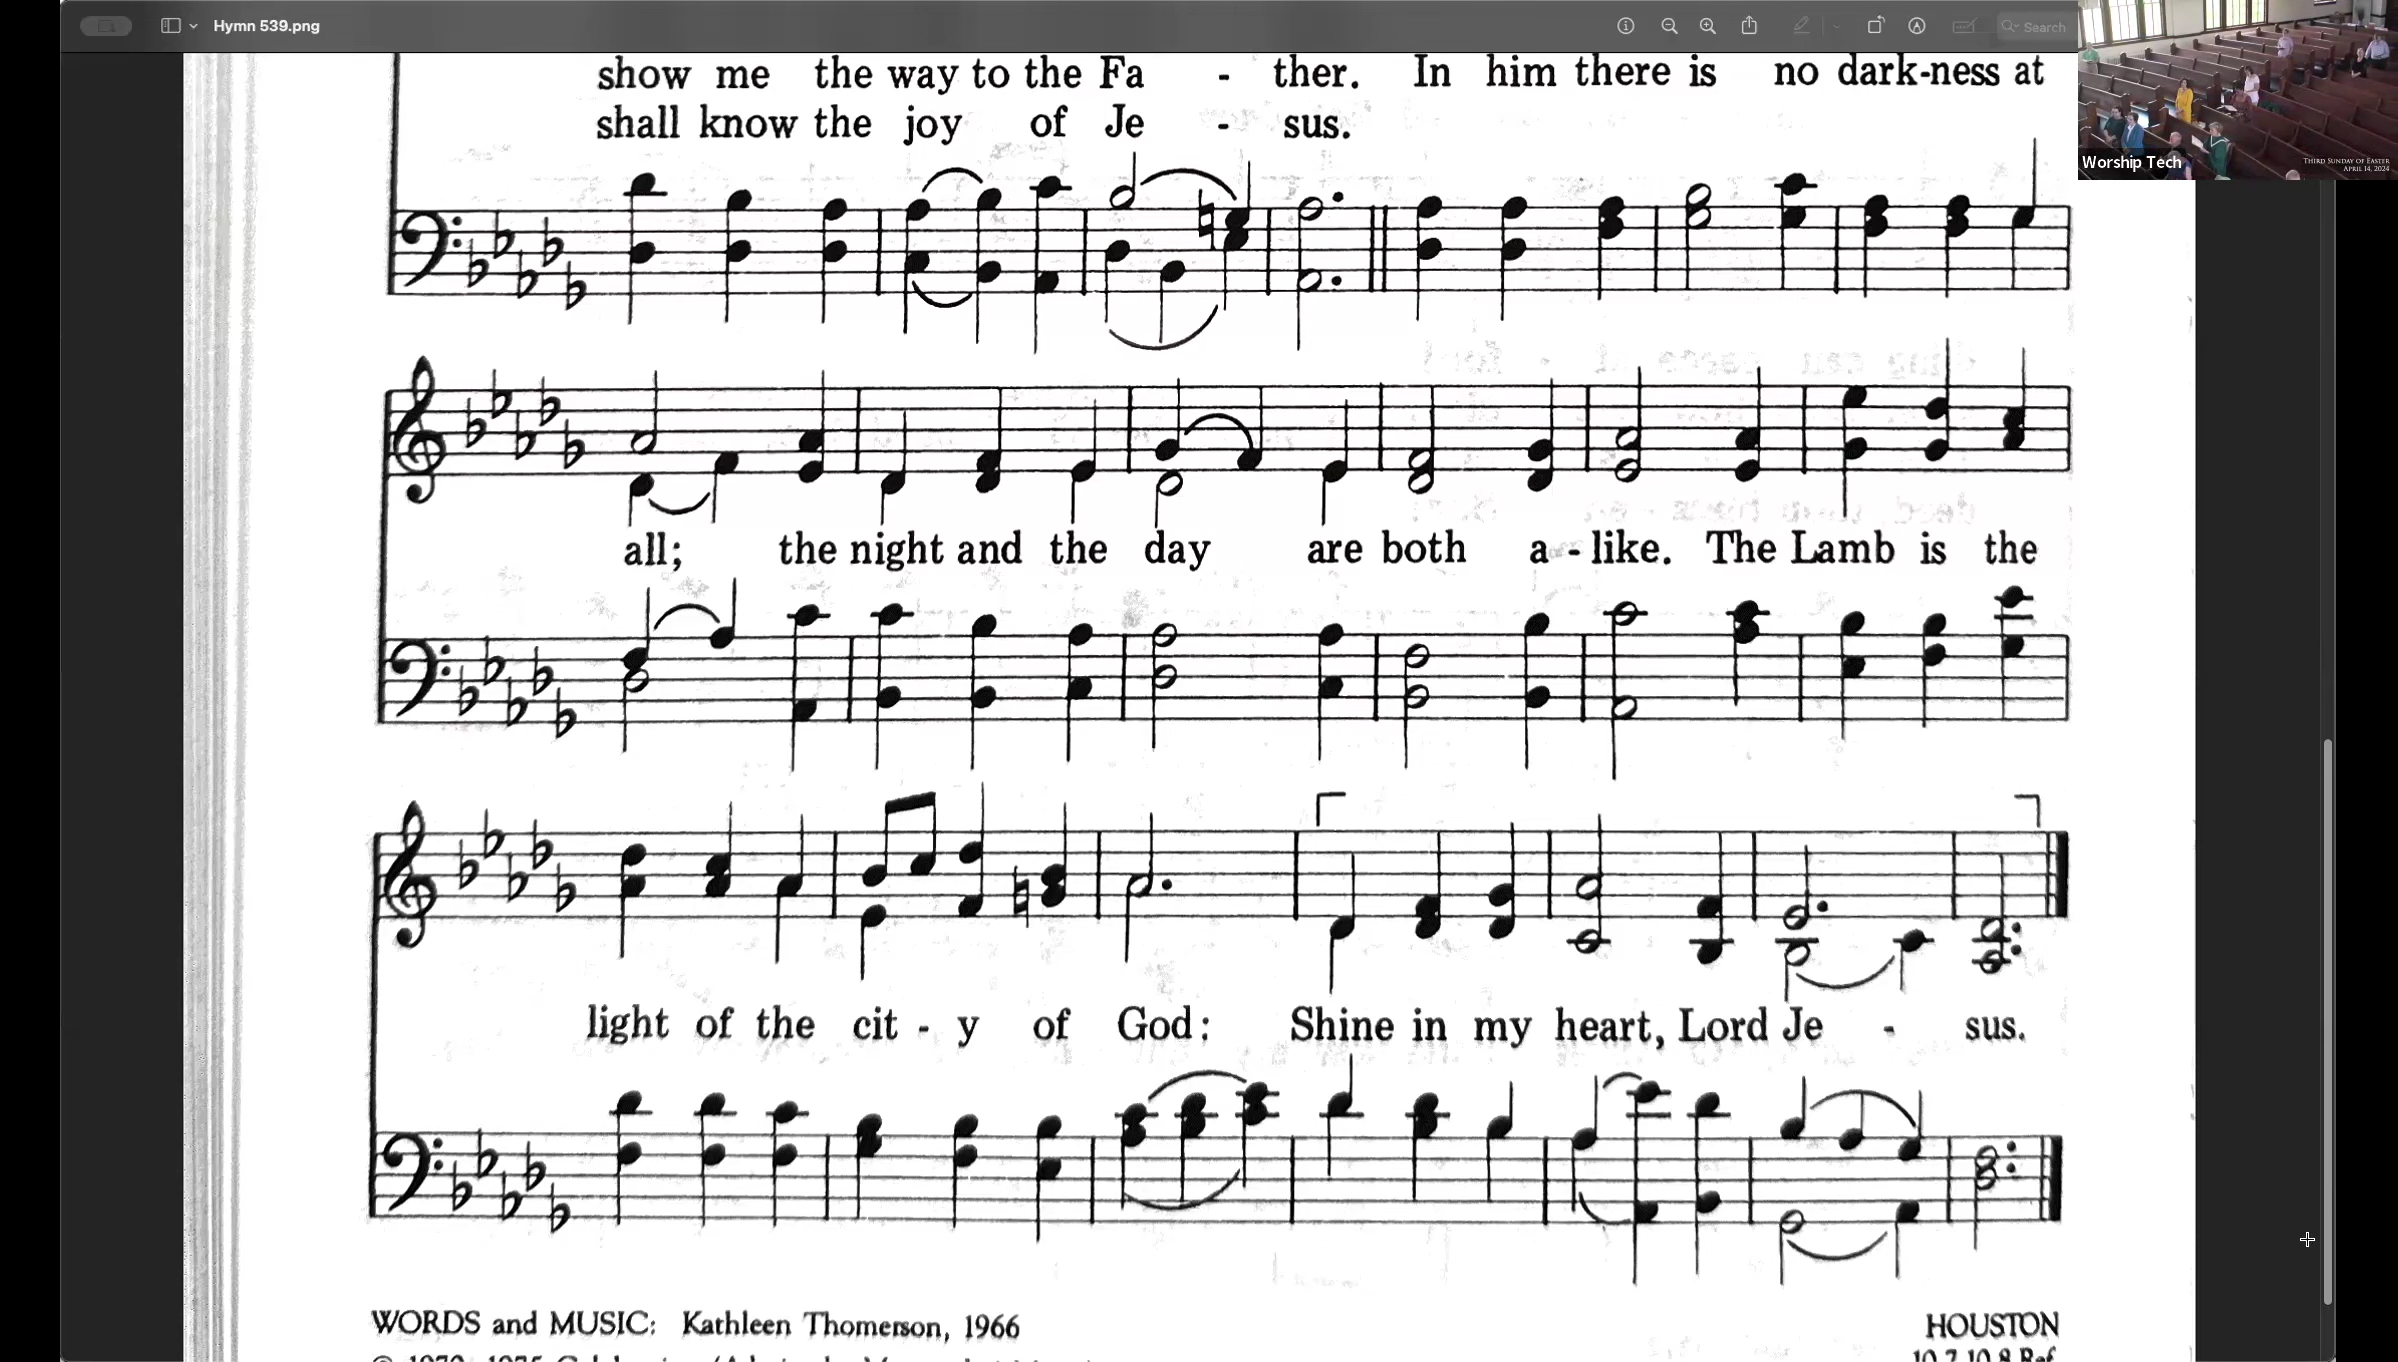 Hymn 539.png
Search
Worship Tech
THIRD SUNDAY OF EASTER
APRIL 14, 2024
show me the way to the Fa - ther. In him there is no dark-ness at
shall know the joy of Je - sus.
all; the night and the day are both a - like. The Lamb is the
light of the cit - y of God: Shine in my heart, Lord Je - sus.
WORDS and MUSIC: Kathleen Thomerson, 1966
HOUSTON